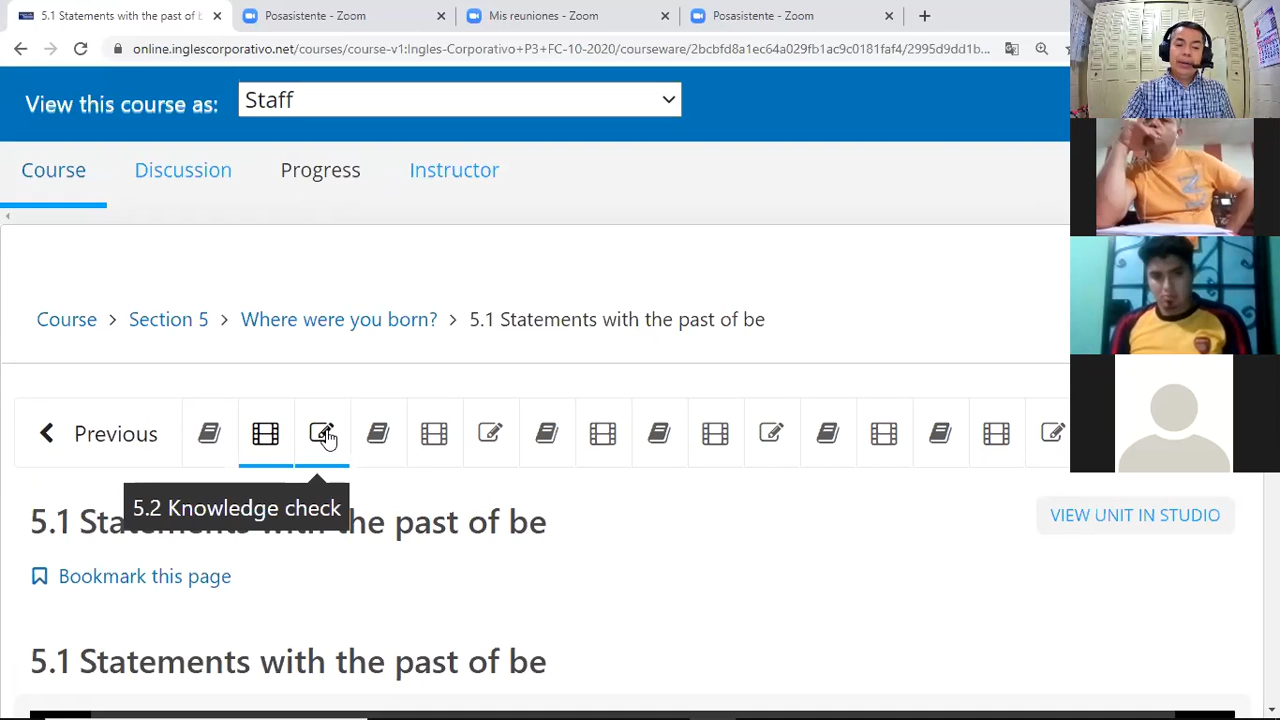 5.1 Statements with the past of b
Posasistente - Zoom
Mis reuniones - Zoom
Posasistente - Zoom
online.inglescorporativo.net/courses/course-v1:Ingles-Corporativo+P3+FC-10-2020/courseware/2bcbfd8a1ec64a029fb1ac9c0181faf4/2995d9dd1b...
View this course as:
Staff
Course
Discussion
Progress
Instructor
Course > Section 5 > Where were you born? > 5.1 Statements with the past of be
Previous
5.2 Knowledge check
5.1 Statements with the past of be
VIEW UNIT IN STUDIO
Bookmark this page
5.1 Statements with the past of be